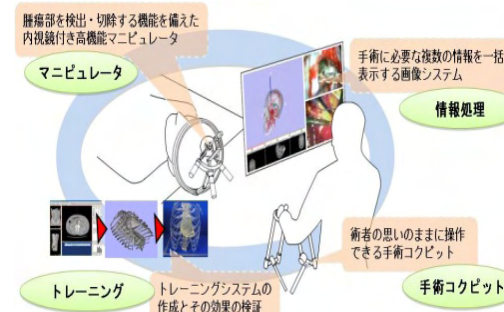 腫瘍部を検出・切除する機能を備えた
内視鏡付き高機能マニピュレータ
マニピュレータ
手術に必要な複数の情報を一括
表示する画像システム
情報処理
術者の思いのままに操作
できる手術コクピット
手術コクピット
トレーニング
トレーニングシステムの
作成とその効果の検証